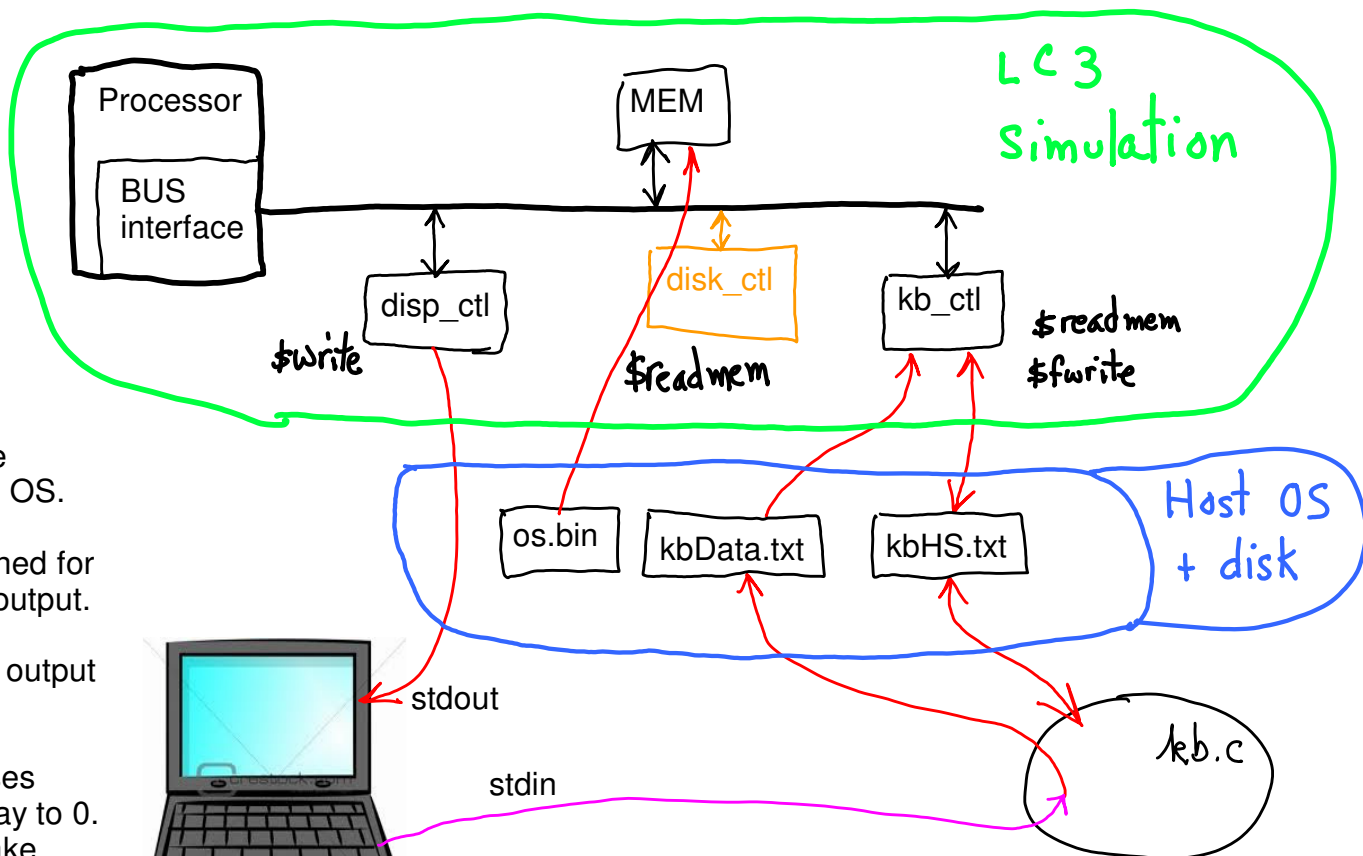 LC3
Simulation
Processor
MEM
BUS
interface
disp_ctl
disk_ctl
kb_ctl
$write
$readmem
$readmem
$fwrite
OS.
ned for
output.
output
ay to 0.
os.bin
kbData.txt
kbHS.txt
Host OS
+ disk
stdout
stdin
kb.c